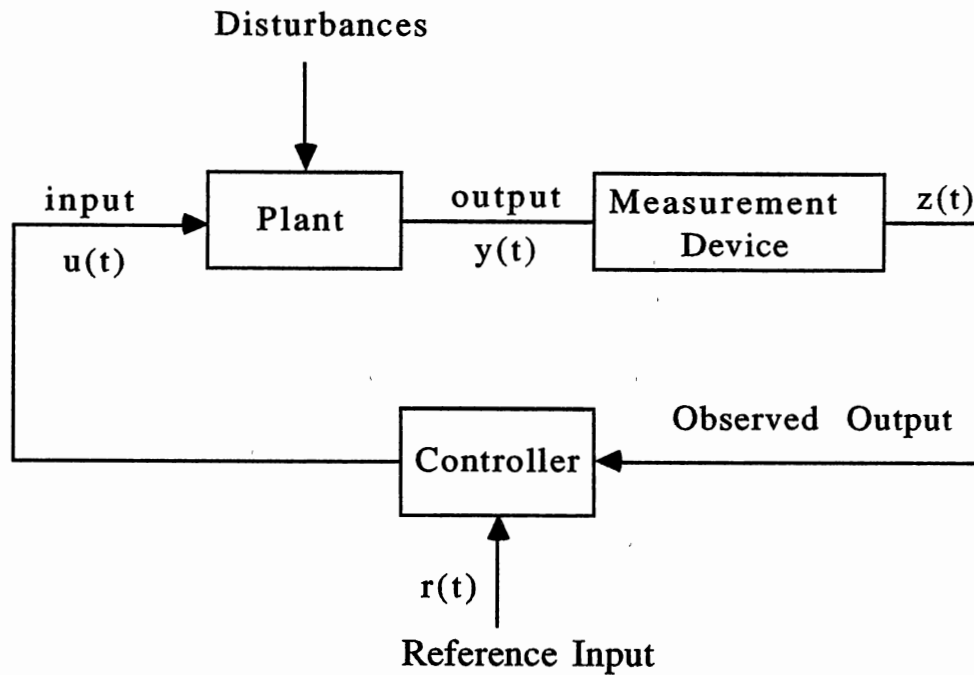 Disturbances
input
u(t)
Plant
output
y(t)
Measurement
Device
z(t)
Observed Output
Controller
r(t)
Reference Input